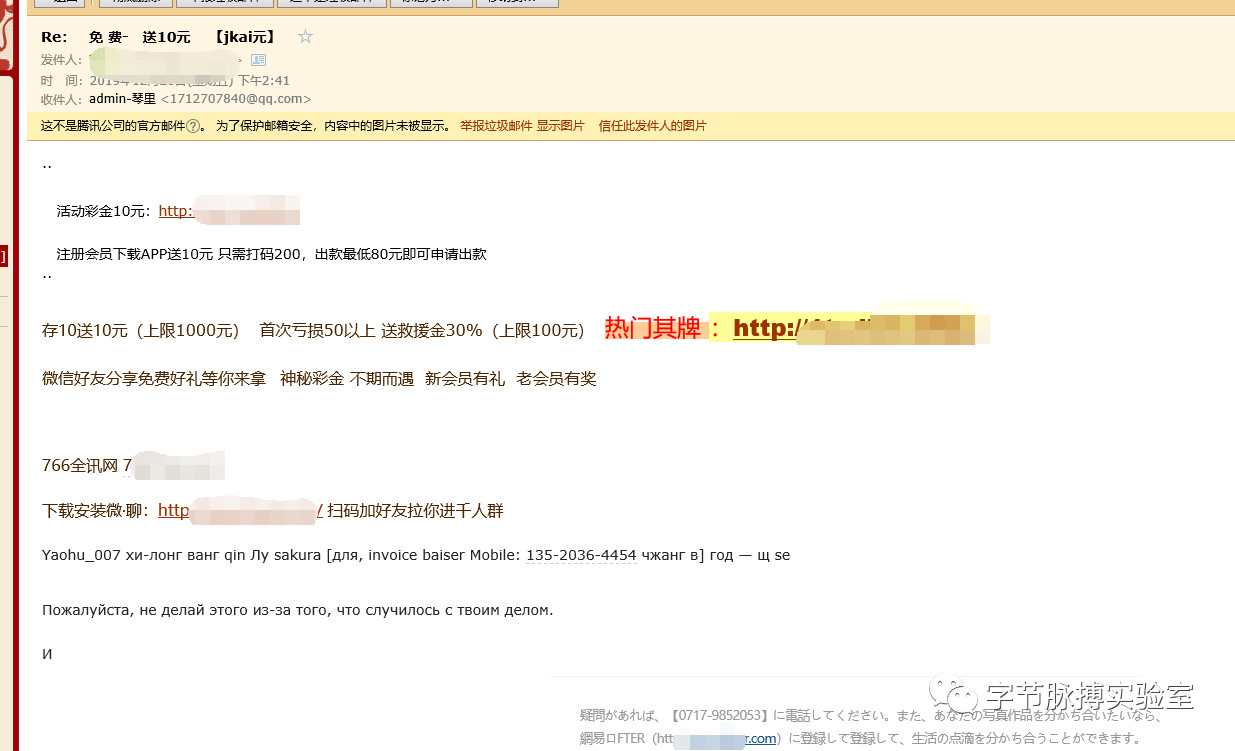 Re: 免 费- 送10元 【jkai元】 ☆
发件人：
时 间： 2019年12月 (星期五) 下午2:41
收件人： admin-琴里 <1712707840@qq.com>
这不是腾讯公司的官方邮件?。 为了保护邮箱安全，内容中的图片未被显示。 举报垃圾邮件 显示图片 信任此发件人的图片
..
活动彩金10元： http:
注册会员下载APP送10元 只需打码200，出款最低80元即可申请出款
..
存10送10元（上限1000元） 首次亏损50以上 送救援金30%（上限100元） 热门棋牌 ： http:/
微信好友分享免费好礼等你来拿 神秘彩金 不期而遇 新会员有礼 老会员有奖
766全讯网 7
下载安装微·聊： http / 扫码加好友拉你进千人群
Yaohu_007 хи-лонг ванг qin Лу sakura [для, invoice baiser Mobile: 135-2036-4454 чжанг в] год — щ se
Пожалуйста, не делай этого из-за того, что случилось с твоим делом.
И
字节脉搏实验室
疑問があれば、【0717-9852053】に電話してください。また、あなたの写真作品を分かち合いたいなら、
網易ロFTER（htt r.com）に登録して登録して、生活の点滴を分かち合うことができます。